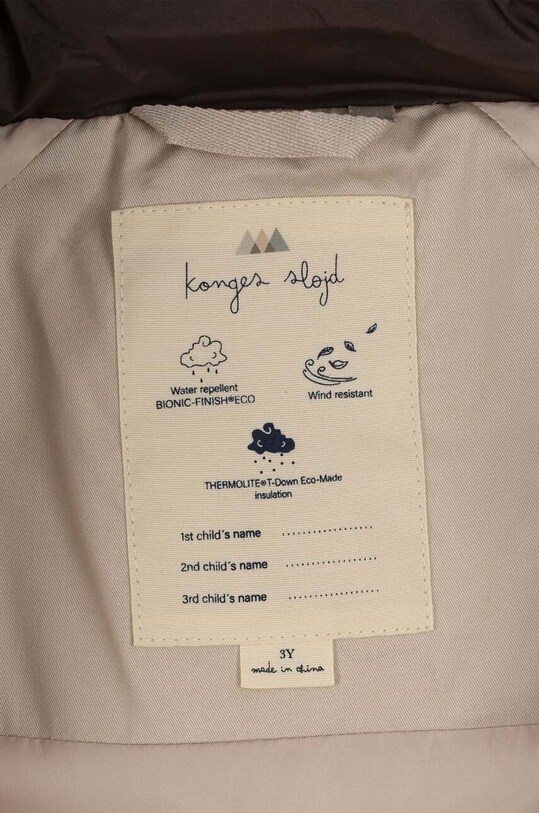 konges sløjd
Water repellent
BIONIC-FINISH®ECO
Wind resistant
THERMOLITE®T-Down Eco-Made
insulation
1st child's name ..................
2nd child's name ..................
3rd child's name ..................
3Y
made in china